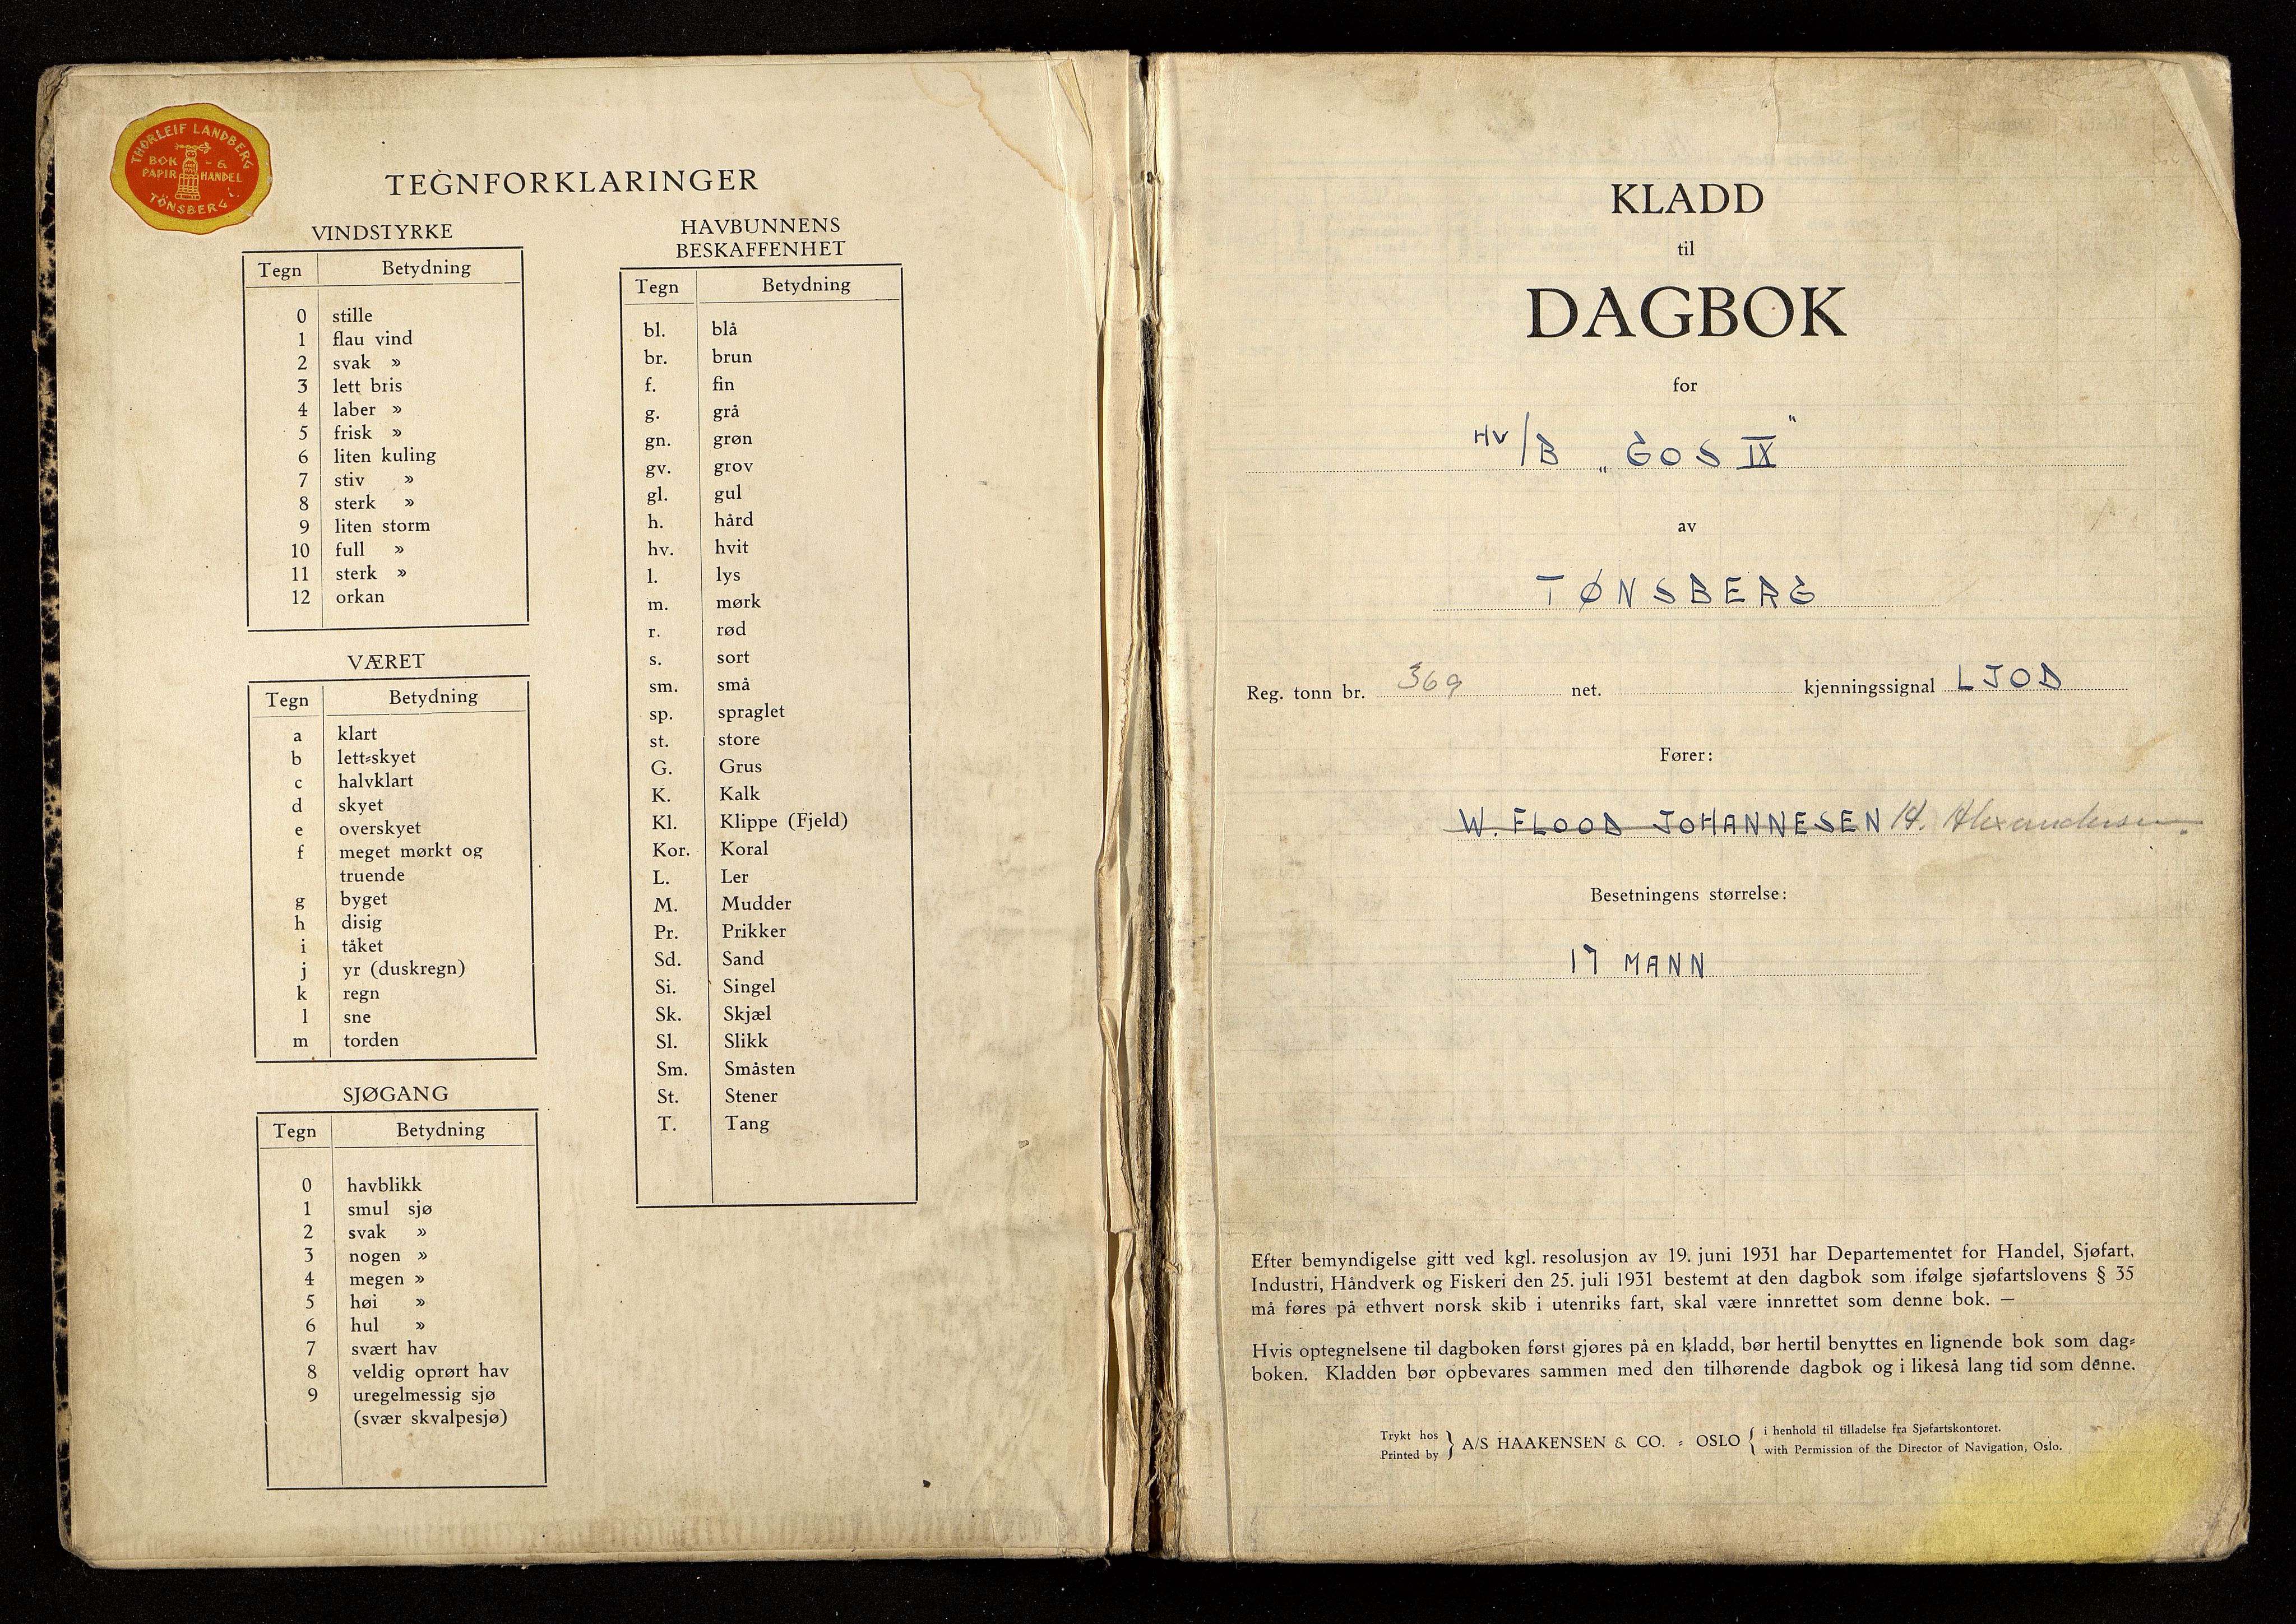 THORLEIF LANDBERG
BOK - &
PAPIR HANDEL
TØNSBERG
TEGNFORKLARINGER
VINDSTYRKE
Tegn Betydning
0 stille
1 flau vind
2 svak »
3 lett bris
4 laber »
5 frisk »
6 liten kuling
7 stiv »
8 sterk »
9 liten storm
10 full »
11 sterk »
12 orkan
VÆRET
Tegn Betydning
a klart
b lett-skyet
c halvklart
d skyet
e overskyet
f meget mørkt og
truende
g byget
h disig
i tåket
j yr (duskregn)
k regn
l sne
m torden
SJØGANG
Tegn Betydning
0 havblikk
1 smul sjø
2 svak »
3 nogen »
4 megen »
5 høi »
6 hul »
7 svært hav
8 veldig oprørt hav
9 uregelmessig sjø
(svær skvalpesjø)
HAVBUNNENS
BESKAFFENHET
Tegn Betydning
bl. blå
br. brun
f. fin
g. grå
gn. grøn
gv. grov
gl. gul
h. hård
hv. hvit
l. lys
m. mørk
r. rød
s. sort
sm. små
sp. spraglet
st. store
G. Grus
K. Kalk
Kl. Klippe (Fjeld)
Kor. Koral
L. Ler
M. Mudder
Pr. Prikker
Sd. Sand
Si. Singel
Sk. Skjæl
Sl. Slikk
Sm. Småsten
St. Stener
T. Tang
KLADD
til
DAGBOK
for
HV/B „GOS IX"
av
TØNSBERG
Reg. tonn br. 369 net. kjenningssignal LJOD
Fører:
W. FLOOD JOHANNESEN H. Alexandersen.
Besetningens størrelse:
17 MANN
Efter bemyndigelse gitt ved kgl. resolusjon av 19. juni 1931 har Departementet for Handel, Sjøfart,
Industri, Håndverk og Fiskeri den 25. juli 1931 bestemt at den dagbok som ifølge sjøfartslovens § 35
må føres på ethvert norsk skib i utenriks fart, skal være innrettet som denne bok. —
Hvis optegnelsene til dagboken først gjøres på en kladd, bør hertil benyttes en lignende bok som dag-
boken. Kladden bør opbevares sammen med den tilhørende dagbok og i likeså lang tid som denne.
Trykt hos
Printed by } A/S HAAKENSEN & CO. - OSLO { i henhold til tilladelse fra Sjøfartskontoret.
with Permission of the Director of Navigation, Oslo.